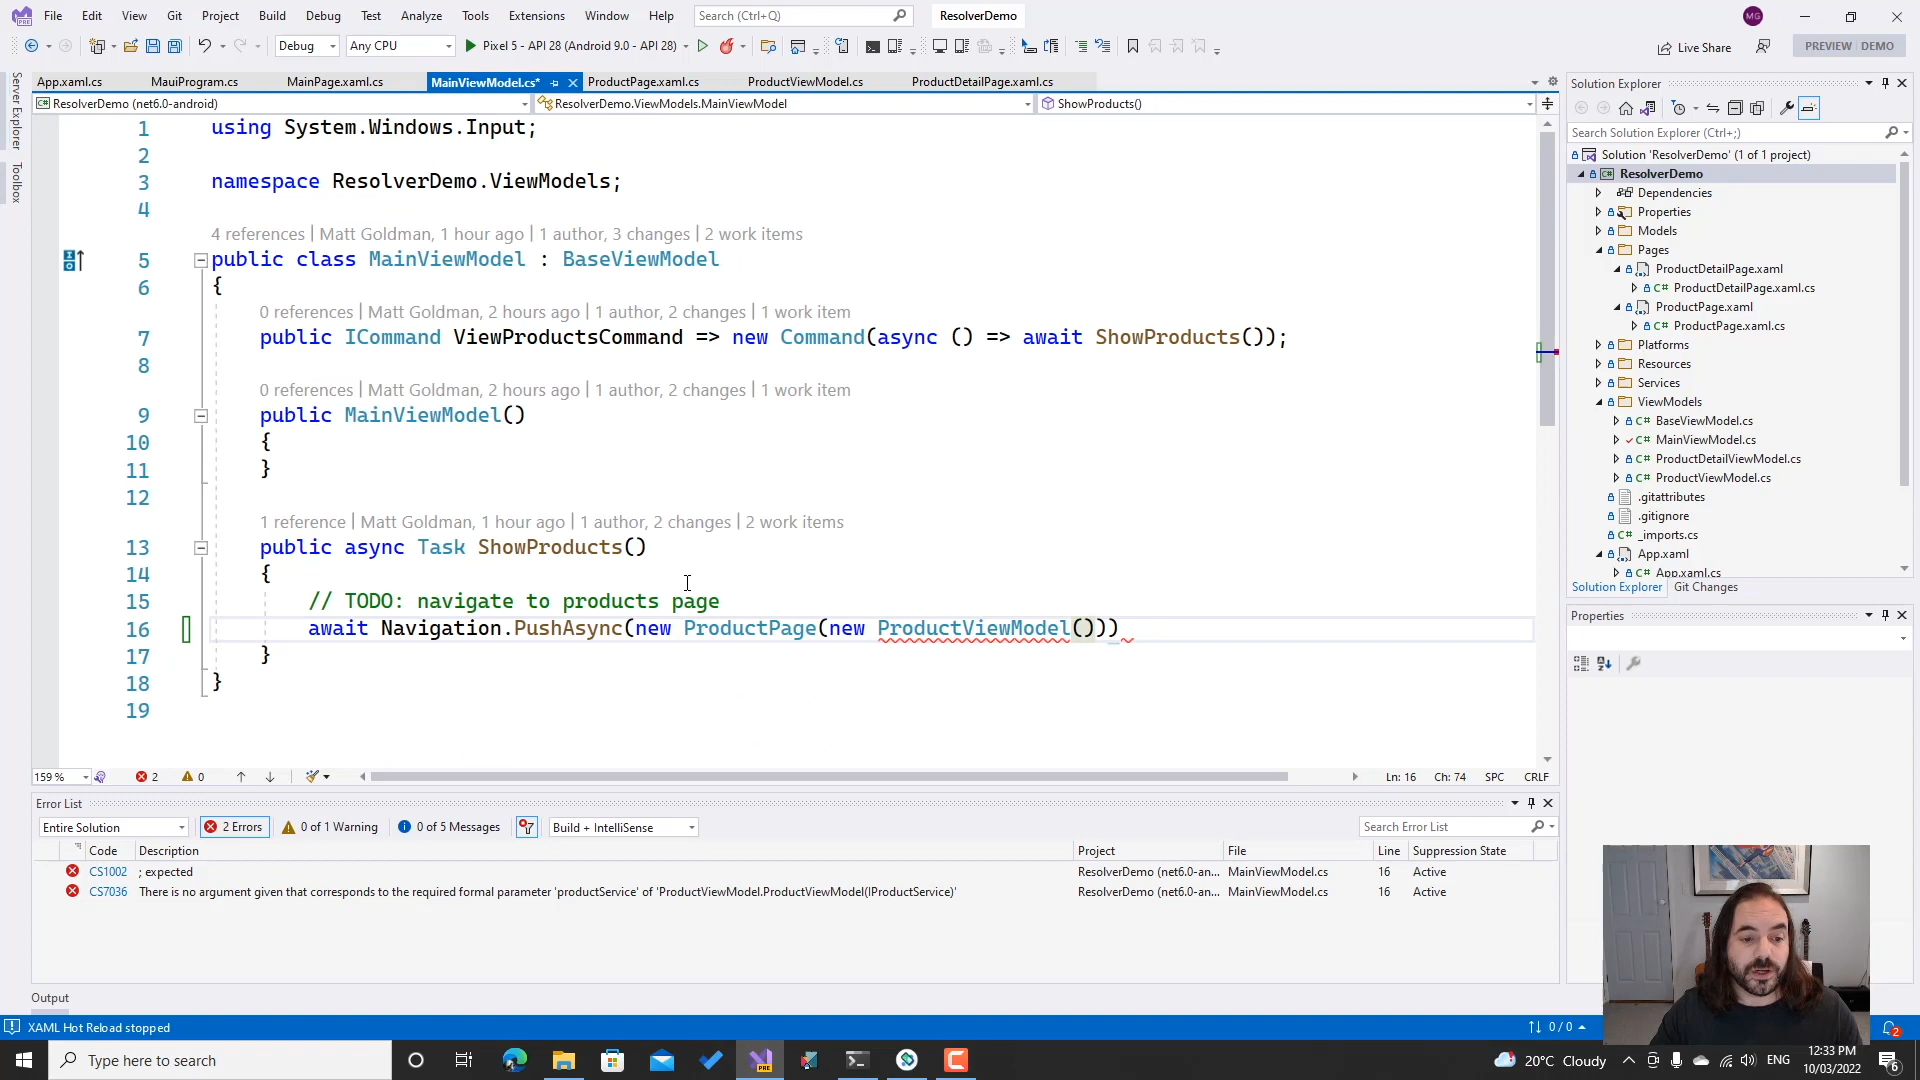 File Edit View Git Project Build Debug Test Analyze Tools Extensions Window Help Search (Ctrl+Q) ResolverDemo MG
Debug Any CPU Pixel 5 - API 28 (Android 9.0 - API 28) Live Share PREVIEW DEMO
App.xaml.cs MauiProgram.cs MainPage.xaml.cs MainViewModel.cs* ProductPage.xaml.cs ProductViewModel.cs ProductDetailPage.xaml.cs
ResolverDemo (net6.0-android) ResolverDemo.ViewModels.MainViewModel ShowProducts()
Server Explorer
Toolbox
1 using System.Windows.Input;
2
3 namespace ResolverDemo.ViewModels;
4
4 references | Matt Goldman, 1 hour ago | 1 author, 3 changes | 2 work items
5 public class MainViewModel : BaseViewModel
6 {
0 references | Matt Goldman, 2 hours ago | 1 author, 2 changes | 1 work item
7 public ICommand ViewProductsCommand => new Command(async () => await ShowProducts());
8
0 references | Matt Goldman, 2 hours ago | 1 author, 2 changes | 1 work item
9 public MainViewModel()
10 {
11 }
12
1 reference | Matt Goldman, 1 hour ago | 1 author, 2 changes | 2 work items
13 public async Task ShowProducts()
14 {
15 // TODO: navigate to products page
16 await Navigation.PushAsync(new ProductPage(new ProductViewModel()))
17 }
18 }
19
159 % 2 0 Ln: 16 Ch: 74 SPC CRLF
Error List
Entire Solution 2 Errors 0 of 1 Warning 0 of 5 Messages Build + IntelliSense Search Error List
Code Description Project File Line Suppression State
CS1002 ; expected ResolverDemo (net6.0-an... MainViewModel.cs 16 Active
CS7036 There is no argument given that corresponds to the required formal parameter 'productService' of 'ProductViewModel.ProductViewModel(IProductService)' ResolverDemo (net6.0-an... MainViewModel.cs 16 Active
Output
Solution Explorer
Search Solution Explorer (Ctrl+;)
Solution 'ResolverDemo' (1 of 1 project)
ResolverDemo
Dependencies
Properties
Models
Pages
ProductDetailPage.xaml
ProductDetailPage.xaml.cs
ProductPage.xaml
ProductPage.xaml.cs
Platforms
Resources
Services
ViewModels
BaseViewModel.cs
MainViewModel.cs
ProductDetailViewModel.cs
ProductViewModel.cs
.gitattributes
.gitignore
_imports.cs
App.xaml
App.xaml.cs
Solution Explorer Git Changes
Properties
XAML Hot Reload stopped 0 / 0 2
Type here to search PRE 20°C Cloudy ENG 12:33 PM
10/03/2022 6